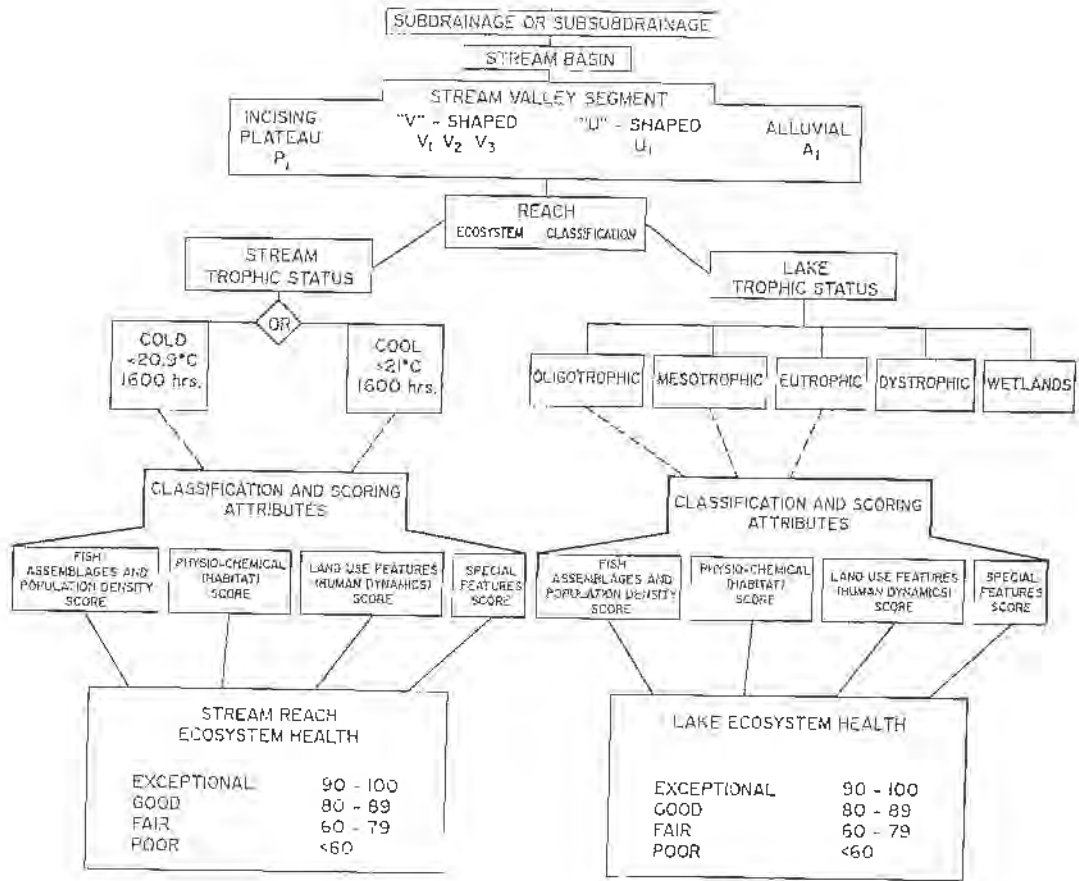 SUBDRAINAGE OR SUBSUBDRAINAGE
STREAM BASIN
STREAM VALLEY SEGMENT
INCISING
PLATEAU
P₁
"V" - SHAPED
V₁ V₂ V₃
"U" - SHAPED
U₁
ALLUVIAL
A₁
REACH
ECOSYSTEM CLASSIFICATION
STREAM
TROPHIC STATUS
LAKE
TROPHIC STATUS
OR
COLD
<20.9°C
1600 hrs.
COOL
<21°C
1600 hrs.
OLIGOTROPHIC
MESOTROPHIC
EUTROPHIC
DYSTROPHIC
WETLANDS
CLASSIFICATION AND SCORING
ATTRIBUTES
FISH
ASSEMBLAGES AND
POPULATION DENSITY
SCORE
PHYSIO-CHEMICAL
(HABITAT)
SCORE
LAND USE FEATURES
(HUMAN DYNAMICS)
SCORE
SPECIAL
FEATURES
SCORE
CLASSIFICATION AND SCORING
ATTRIBUTES
FISH
ASSEMBLAGES AND
POPULATION DENSITY
SCORE
PHYSIO-CHEMICAL
(HABITAT)
SCORE
LAND USE FEATURES
(HUMAN DYNAMICS)
SCORE
SPECIAL
FEATURES
SCORE
STREAM REACH
ECOSYSTEM HEALTH
EXCEPTIONAL 90 - 100
GOOD 80 - 89
FAIR 60 - 79
POOR <60
LAKE ECOSYSTEM HEALTH
EXCEPTIONAL 90 - 100
GOOD 80 - 89
FAIR 60 - 79
POOR <60